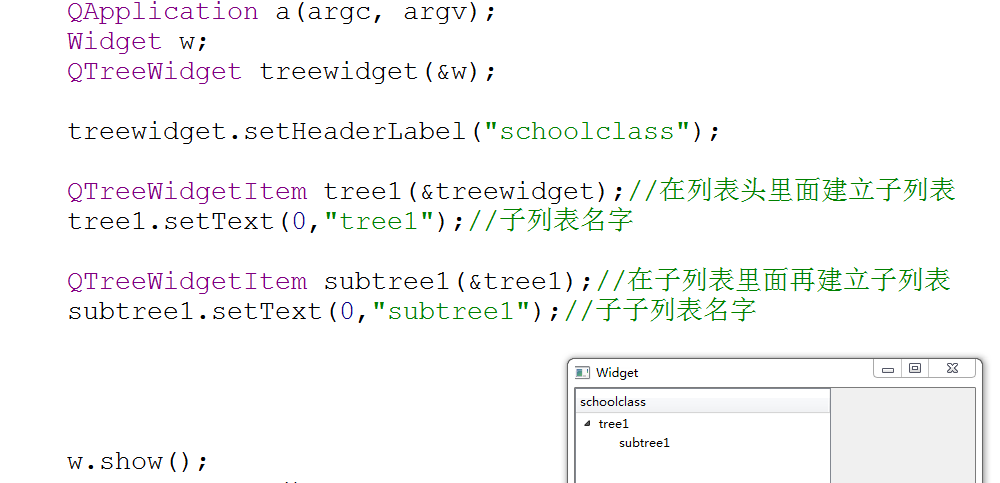 QApplication a(argc, argv);
Widget w;
QTreeWidget treewidget(&w);
treewidget.setHeaderLabel("schoolclass");
QTreeWidgetItem tree1(&treewidget);//在列表头里面建立子列表
tree1.setText(0,"tree1");//子列表名字
QTreeWidgetItem subtree1(&tree1);//在子列表里面再建立子列表
subtree1.setText(0,"subtree1");//子子列表名字
Widget
schoolclass
tree1
subtree1
w.show();